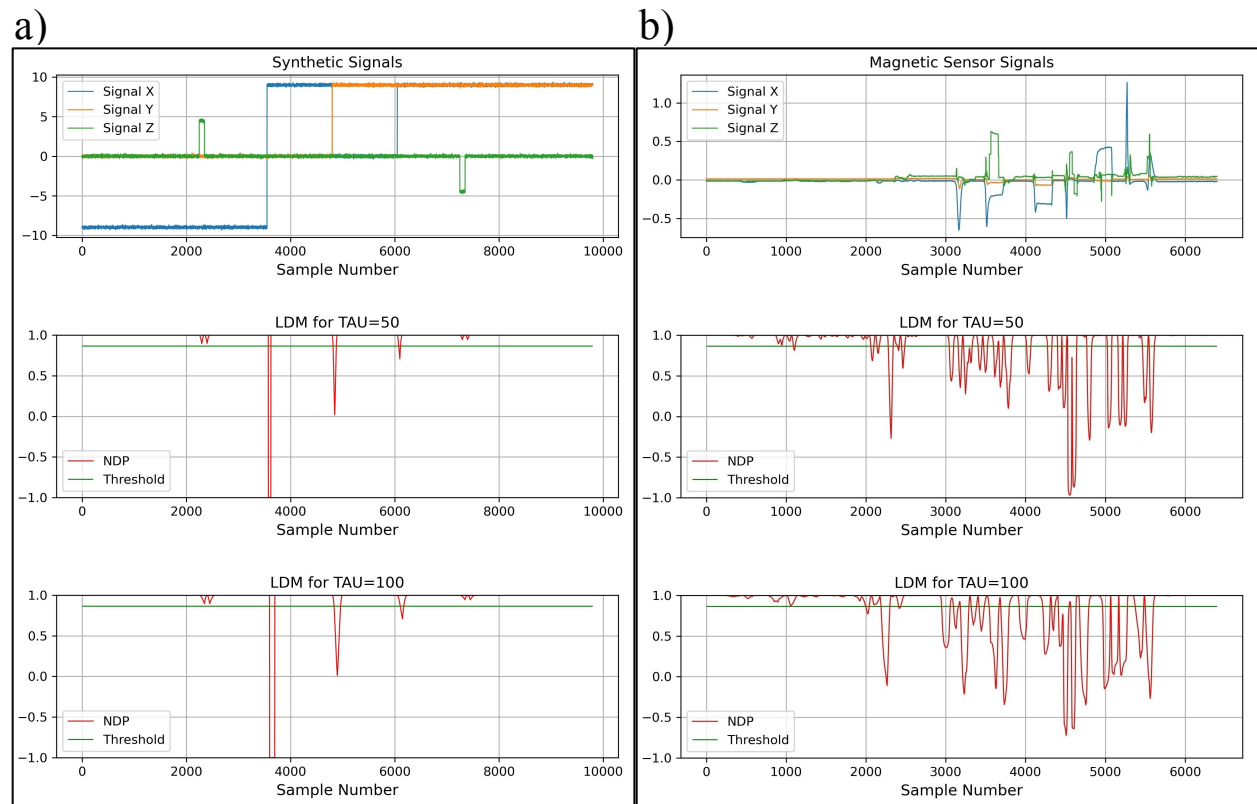 a)
Synthetic Signals
10
5
0
−5
−10
Signal X
Signal Y
Signal Z
0 2000 4000 6000 8000 10000
Sample Number
LDM for TAU=50
1.0
0.5
0.0
−0.5
−1.0
NDP
Threshold
0 2000 4000 6000 8000 10000
Sample Number
LDM for TAU=100
1.0
0.5
0.0
−0.5
−1.0
NDP
Threshold
0 2000 4000 6000 8000 10000
Sample Number
b)
Magnetic Sensor Signals
1.0
0.5
0.0
−0.5
Signal X
Signal Y
Signal Z
0 1000 2000 3000 4000 5000 6000
Sample Number
LDM for TAU=50
1.0
0.5
0.0
−0.5
−1.0
NDP
Threshold
0 1000 2000 3000 4000 5000 6000
Sample Number
LDM for TAU=100
1.0
0.5
0.0
−0.5
−1.0
NDP
Threshold
0 1000 2000 3000 4000 5000 6000
Sample Number